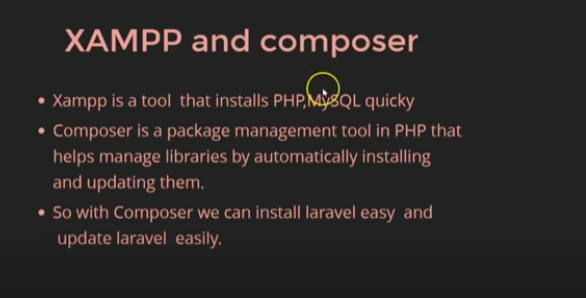 XAMPP and composer
• Xampp is a tool that installs PHP,MySQL quicky
• Composer is a package management tool in PHP that
helps manage libraries by automatically installing
and updating them.
• So with Composer we can install laravel easy and
update laravel easily.